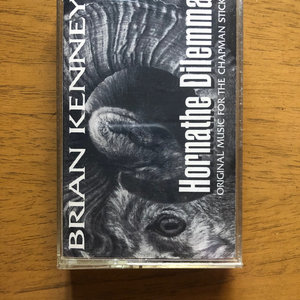 BRIAN KENNEY
Hornathe Dilemma
ORIGINAL MUSIC FOR THE CHAPMAN STICK